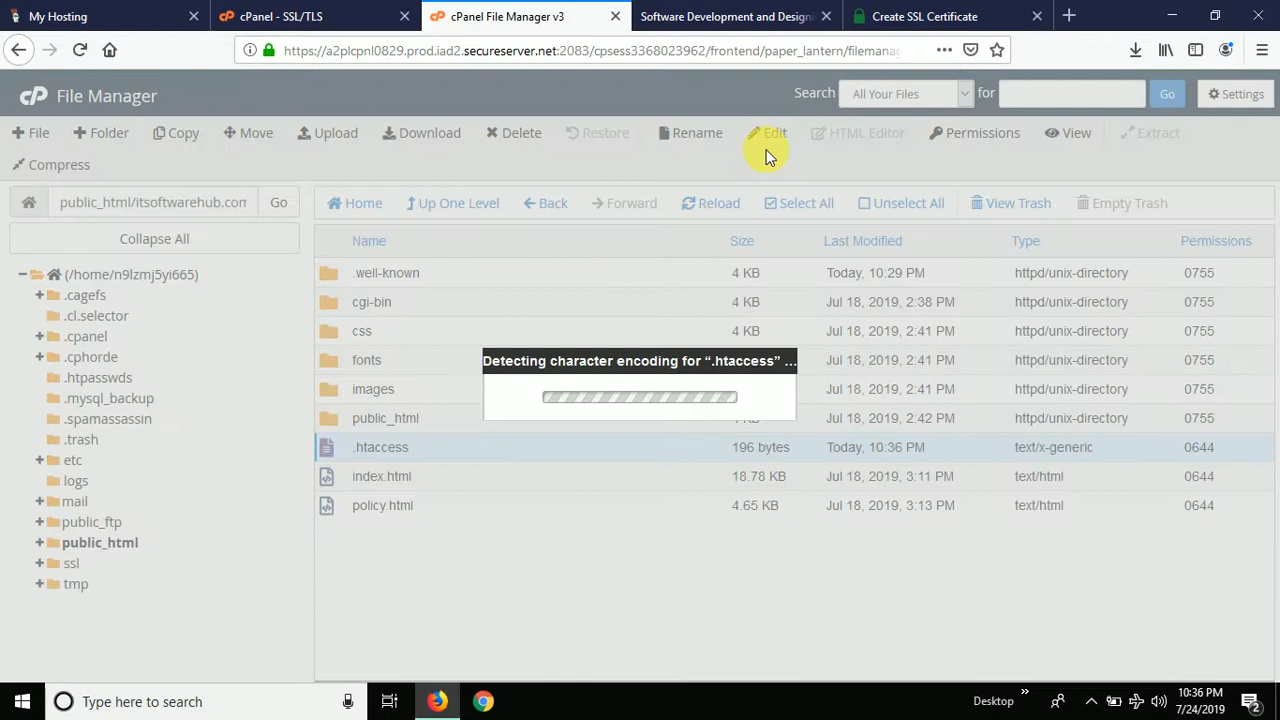 My Hosting
cPanel - SSL/TLS
cPanel File Manager v3
Software Development and Designi
Create SSL Certificate
https://a2plcpnl0829.prod.iad2.secureserver.net:2083/cpsess3368023962/frontend/paper_lantern/filemanag
cP File Manager
Search All Your Files for Go Settings
File Folder Copy Move Upload Download Delete Restore Rename Edit HTML Editor Permissions View Extract
Compress
public_html/itsoftwarehub.com Go
Home Up One Level Back Forward Reload Select All Unselect All View Trash Empty Trash
Collapse All
(/home/n9lzmj5yi665)
.cagefs
.cl.selector
.cpanel
.cphorde
.htpasswds
.mysql_backup
.spamassassin
.trash
etc
logs
mail
public_ftp
public_html
ssl
tmp
Name Size Last Modified Type Permissions
.well-known 4 KB Today, 10:29 PM httpd/unix-directory 0755
cgi-bin 4 KB Jul 18, 2019, 2:38 PM httpd/unix-directory 0755
css 4 KB Jul 18, 2019, 2:41 PM httpd/unix-directory 0755
fonts Jul 18, 2019, 2:41 PM httpd/unix-directory 0755
images Jul 18, 2019, 2:41 PM httpd/unix-directory 0755
public_html Jul 18, 2019, 2:42 PM httpd/unix-directory 0755
.htaccess 196 bytes Today, 10:36 PM text/x-generic 0644
index.html 18.78 KB Jul 18, 2019, 3:11 PM text/html 0644
policy.html 4.65 KB Jul 18, 2019, 3:13 PM text/html 0644
Detecting character encoding for “.htaccess” ...
Type here to search
Desktop
10:36 PM
7/24/2019
2